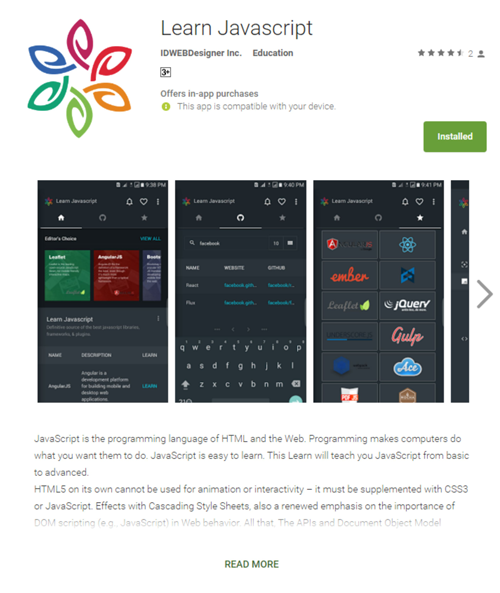 Learn Javascript
IDWEBDesigner Inc. Education
2
3+
Offers in-app purchases
This app is compatible with your device.
Installed
9:38 PM
Learn Javascript
Editor's Choice
VIEW ALL
Leaflet
AngularJS
Boots
Learn Javascript
Definitive source of the best javascript libraries,
frameworks, & plugins.
NAME DESCRIPTION LEARN
AngularJS
Angular is a
development platform
for building mobile and
desktop web
applications.
LEARN
9:40 PM
Learn Javascript
facebook
10
NAME WEBSITE GITHUB
React facebook.gith... facebook/r...
Flux facebook.gith... facebook/f...
q w e r t y u i o p
a s d f g h j k l
z x c v b n m
9:41 PM
Learn Javascript
ember
Leaflet
jQuery
UNDERSCORE.JS
Gulp
Ace
JavaScript is the programming language of HTML and the Web. Programming makes computers do
what you want them to do. JavaScript is easy to learn. This Learn will teach you JavaScript from basic
to advanced.
HTML5 on its own cannot be used for animation or interactivity – it must be supplemented with CSS3
or JavaScript. Effects with Cascading Style Sheets, also a renewed emphasis on the importance of
DOM scripting (e.g., JavaScript) in Web behavior. All that, The APIs and Document Object Model
READ MORE